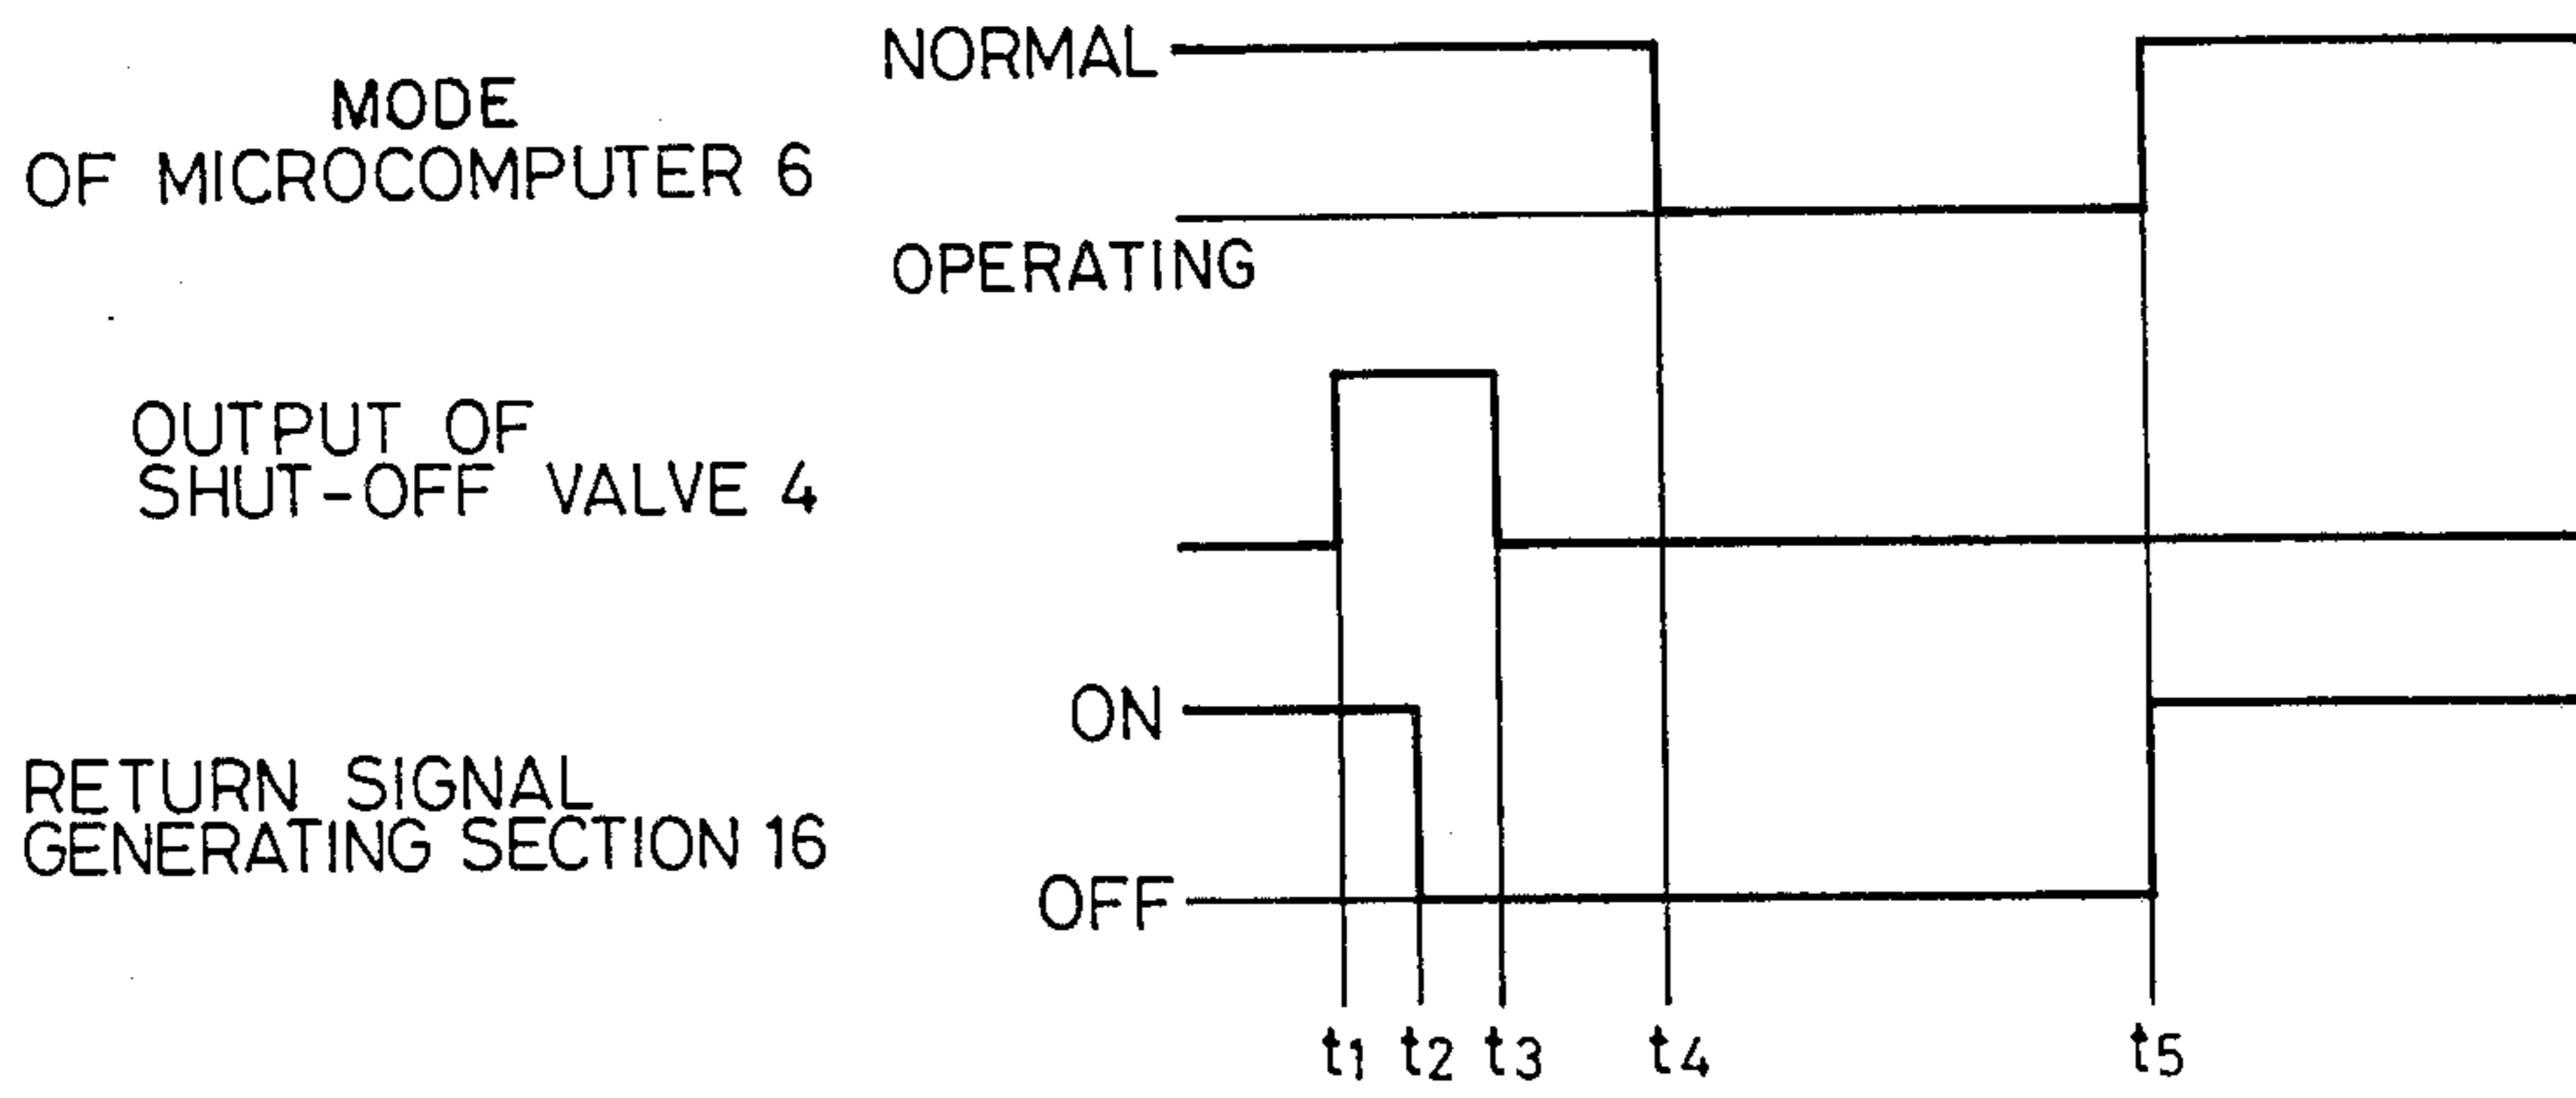 MODE
OF MICROCOMPUTER 6
NORMAL
OPERATING
OUTPUT OF
SHUT-OFF VALVE 4
RETURN SIGNAL
GENERATING SECTION 16
ON
OFF
t1 t2 t3 t4 t5